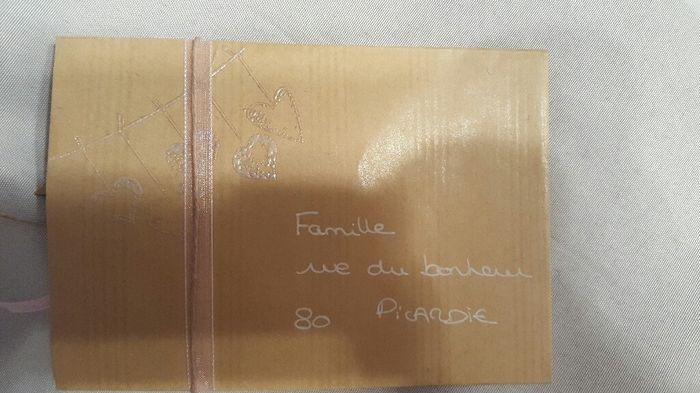 Famille
rue du bonheur
80 PICARDIE